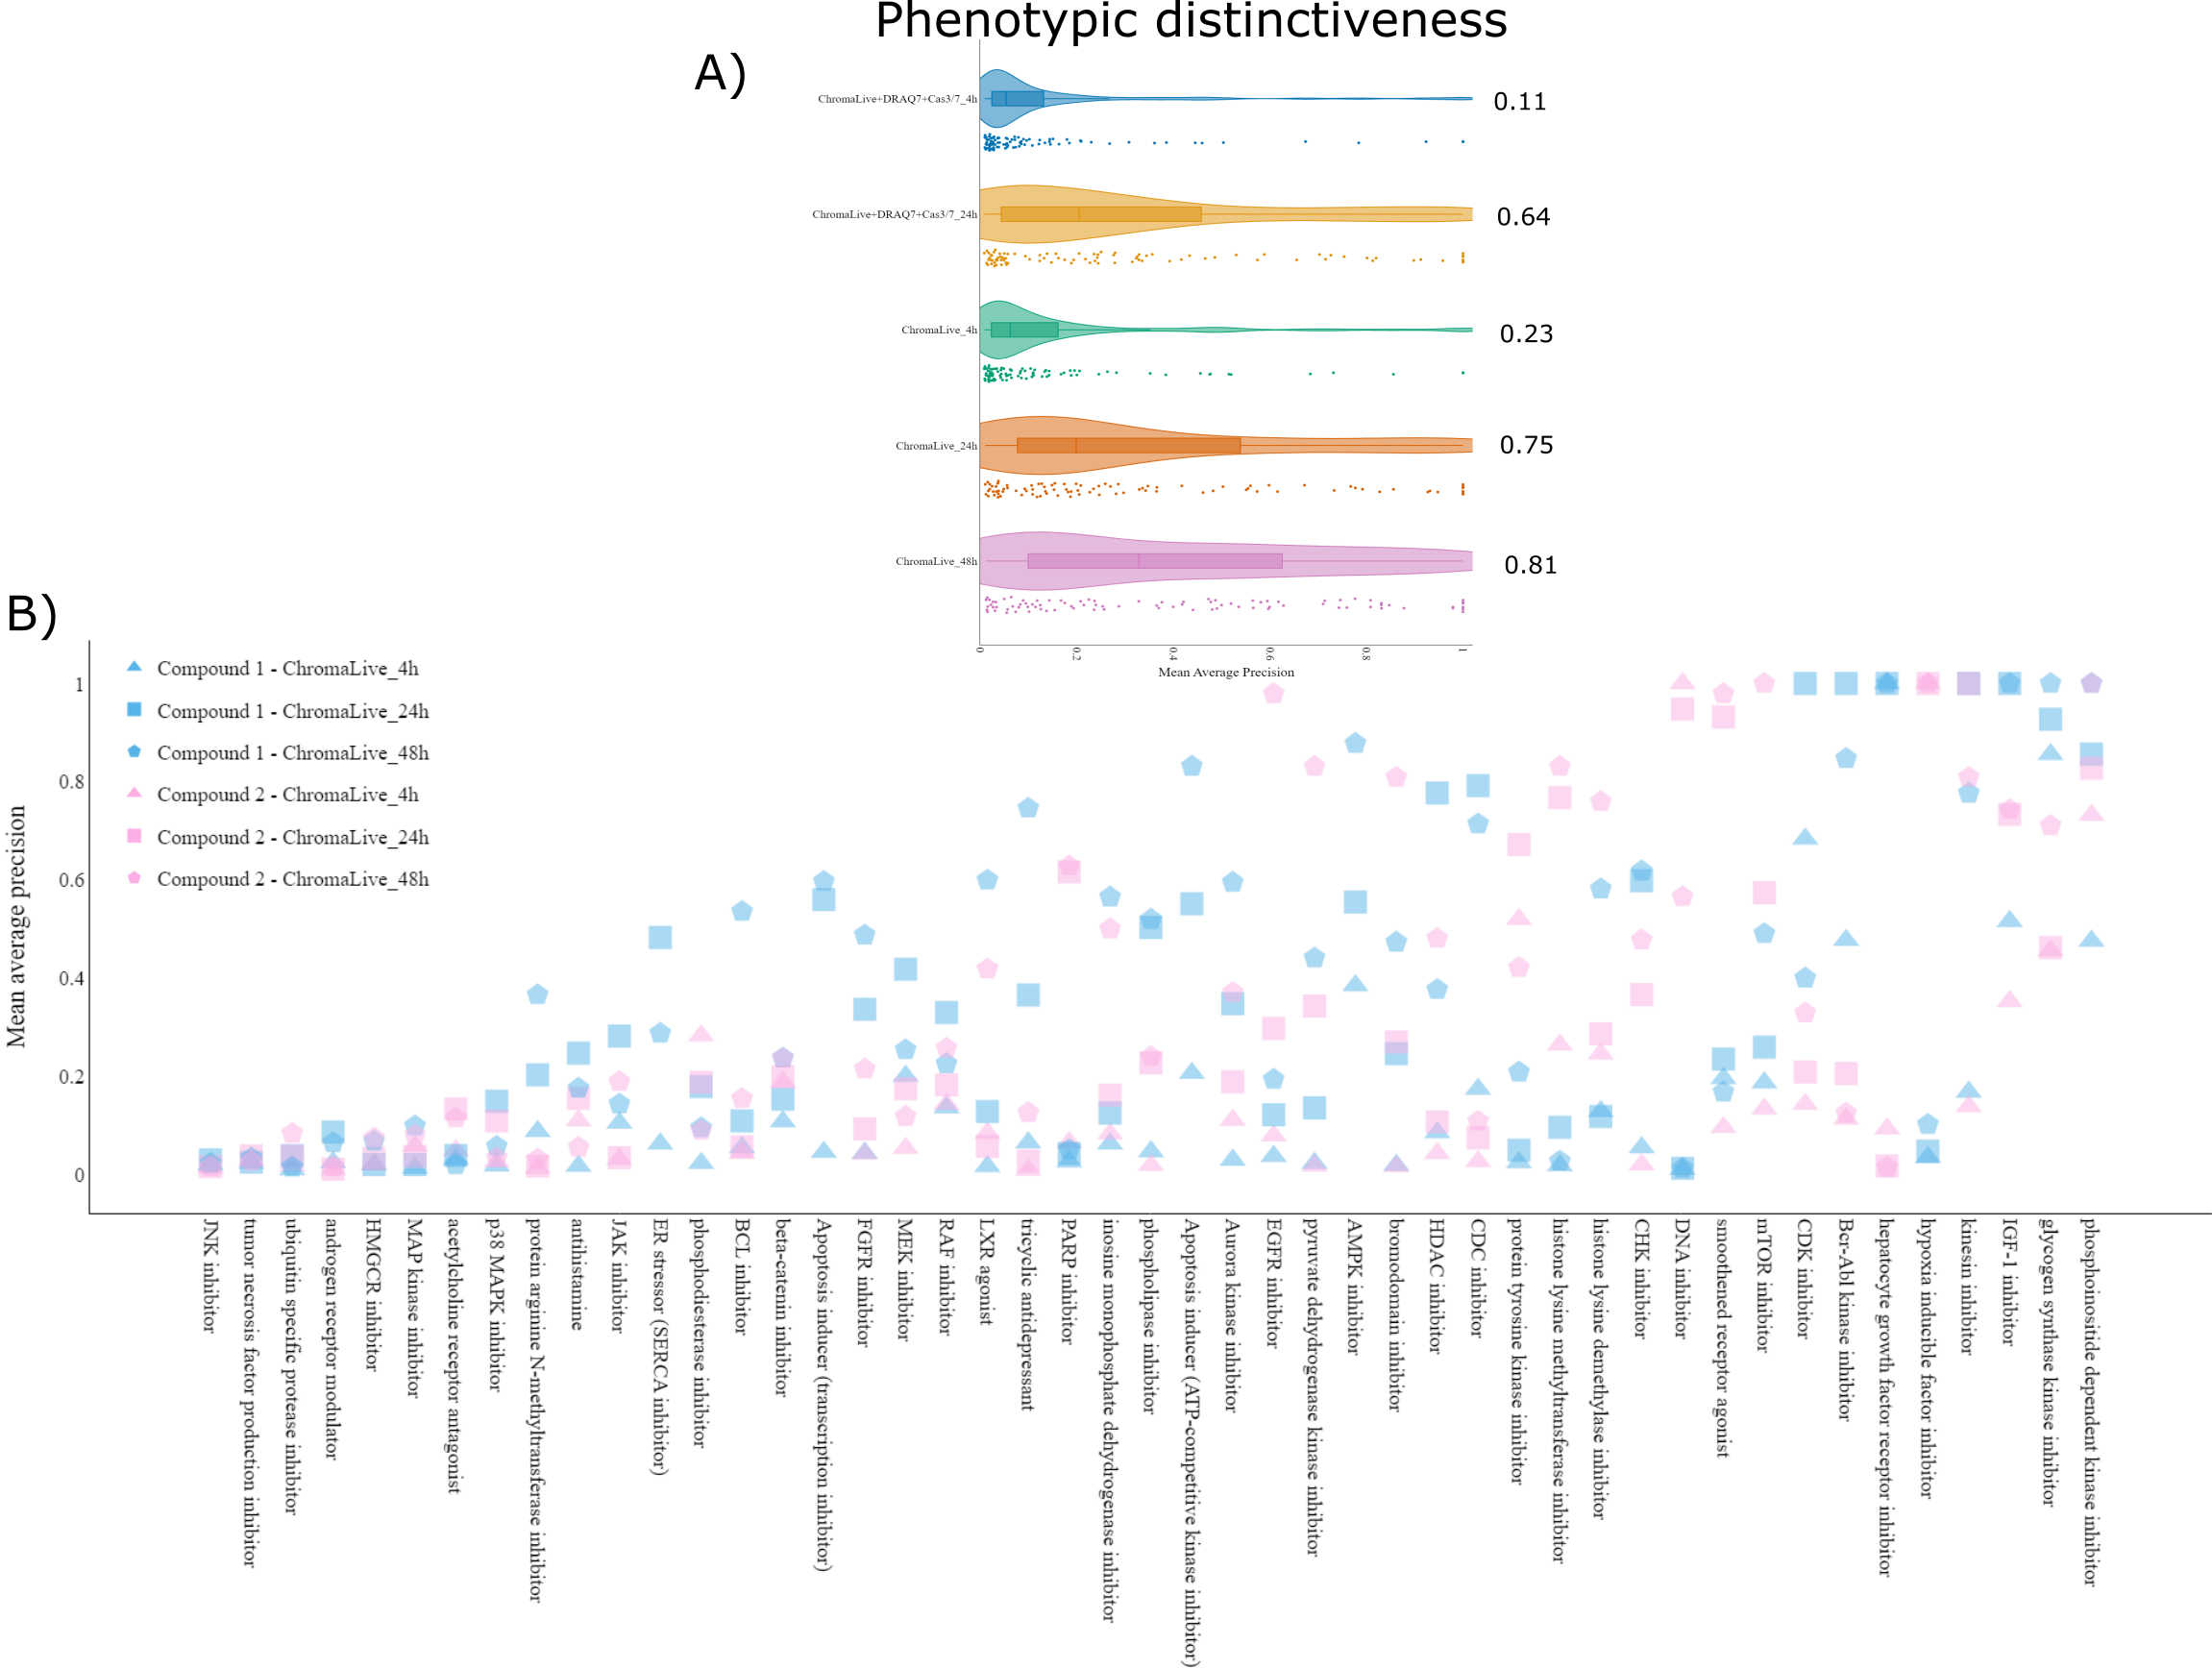 Phenotypic distinctiveness
A)
ChromaLive+DRAQ7+Cas3/7_4h
0.11
ChromaLive+DRAQ7+Cas3/7_24h
0.64
ChromaLive_4h
0.23
ChromaLive_24h
0.75
ChromaLive_48h
0.81
0
0.2
0.4
0.6
0.8
1
Mean Average Precision
B)
Compound 1 - ChromaLive_4h
Compound 1 - ChromaLive_24h
Compound 1 - ChromaLive_48h
Compound 2 - ChromaLive_4h
Compound 2 - ChromaLive_24h
Compound 2 - ChromaLive_48h
Mean average precision
1
0.8
0.6
0.4
0.2
0
JNK inhibitor
tumor necrosis factor production inhibitor
ubiquitin specific protease inhibitor
androgen receptor modulator
HMGCR inhibitor
MAP kinase inhibitor
acetylcholine receptor antagonist
p38 MAPK inhibitor
protein arginine N-methyltransferase inhibitor
antihistamine
JAK inhibitor
ER stressor (SERCA inhibitor)
phosphodiesterase inhibitor
BCL inhibitor
beta-catenin inhibitor
Apoptosis inducer (transcription inhibitor)
FGFR inhibitor
MEK inhibitor
RAF inhibitor
LXR agonist
tricyclic antidepressant
PARP inhibitor
inosine monophosphate dehydrogenase inhibitor
phospholipase inhibitor
Apoptosis inducer (ATP-competitive kinase inhibitor)
Aurora kinase inhibitor
EGFR inhibitor
pyruvate dehydrogenase kinase inhibitor
AMPK inhibitor
bromodomain inhibitor
HDAC inhibitor
CDC inhibitor
protein tyrosine kinase inhibitor
histone lysine methyltransferase inhibitor
histone lysine demethylase inhibitor
CHK inhibitor
DNA inhibitor
smoothened receptor agonist
mTOR inhibitor
CDK inhibitor
Bcr-Abl kinase inhibitor
hepatocyte growth factor receptor inhibitor
hypoxia inducible factor inhibitor
kinesin inhibitor
IGF-1 inhibitor
glycogen synthase kinase inhibitor
phosphoinositide dependent kinase inhibitor